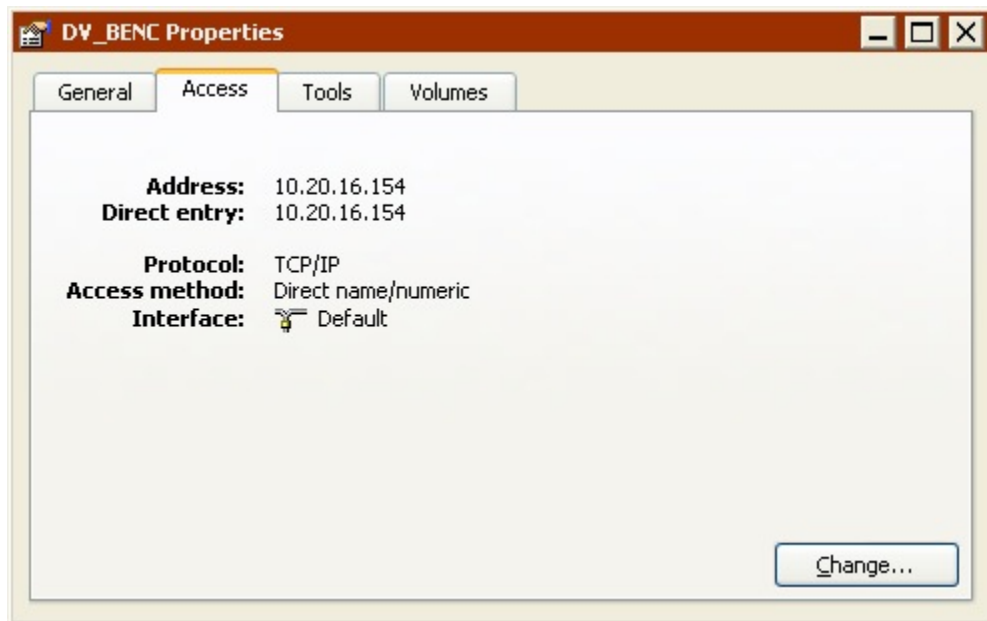 DV_BENC Properties
General Access Tools Volumes
Address: 10.20.16.154
Direct entry: 10.20.16.154
Protocol: TCP/IP
Access method: Direct name/numeric
Interface: Default
Change...